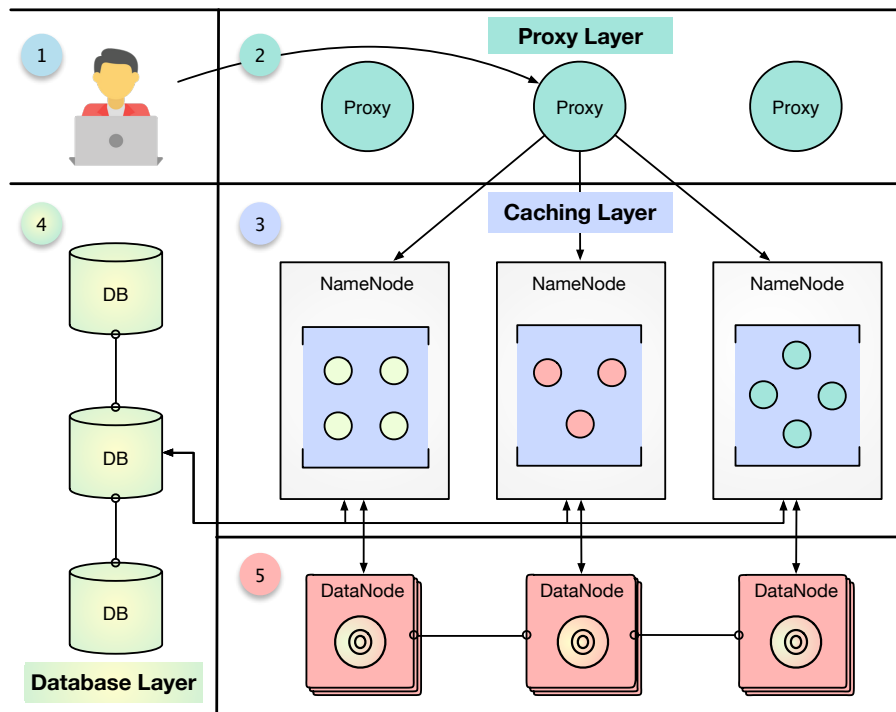 1
2
Proxy Layer
Proxy
Proxy
Proxy
4
3
Caching Layer
DB
NameNode
NameNode
NameNode
DB
5
DataNode
DataNode
DataNode
DB
Database Layer